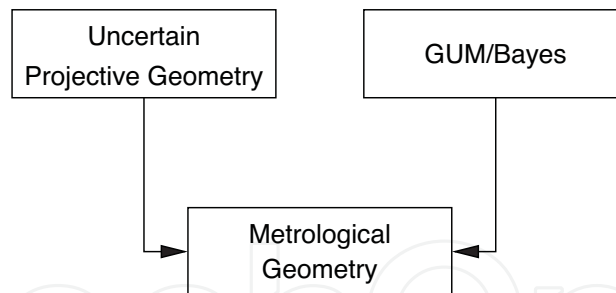 Uncertain
Projective Geometry
GUM/Bayes
Metrological
Geometry